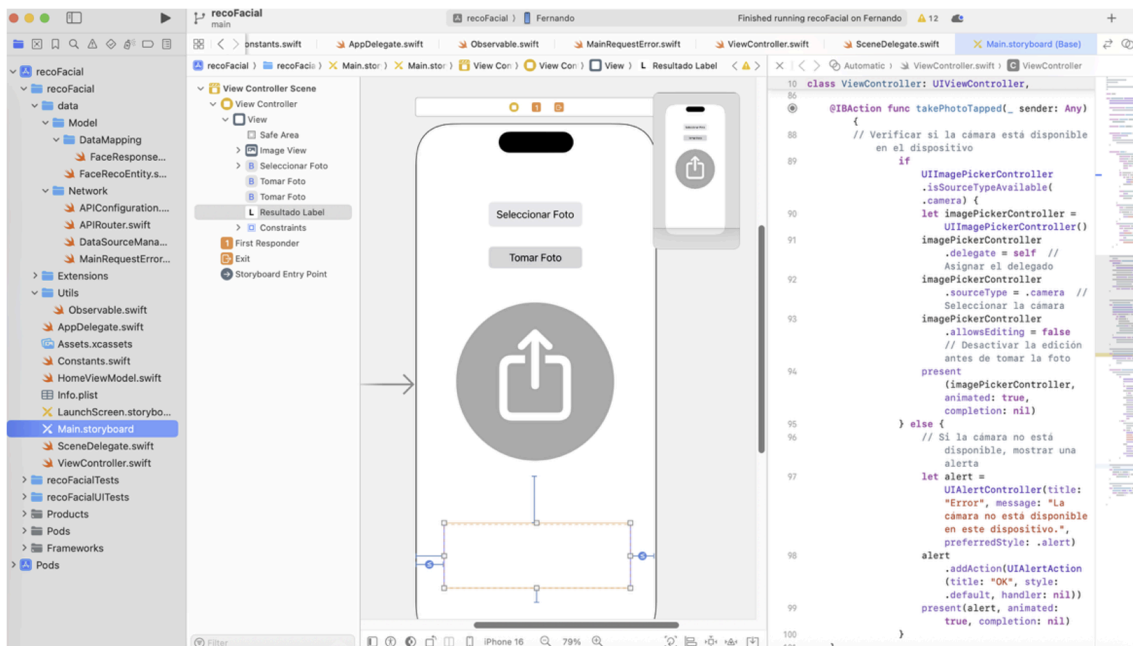 recoFacial
main
recoFacial
Fernando
Finished running recoFacial on Fernando
12
onstants.swift
AppDelegate.swift
Observable.swift
MainRequestError.swift
ViewController.swift
SceneDelegate.swift
Main.storyboard (Base)
recoFacial
recoFacial
Main.stor
Main.stor
View Con
View Con
View
L Resultado Label
Automatic
ViewController.swift
C ViewController
recoFacial
recoFacial
data
Model
DataMapping
FaceResponse...
FaceRecoEntity.s...
Network
APIConfiguration....
APIRouter.swift
DataSourceMana...
MainRequestError...
Extensions
Utils
Observable.swift
AppDelegate.swift
Assets.xcassets
Constants.swift
HomeViewModel.swift
Info.plist
LaunchScreen.storybo...
Main.storyboard
SceneDelegate.swift
ViewController.swift
recoFacialTests
recoFacialUITests
Products
Pods
Frameworks
Pods
View Controller Scene
View Controller
View
Safe Area
Image View
B Seleccionar Foto
B Tomar Foto
B Tomar Foto
L Resultado Label
Constraints
1 First Responder
Exit
Storyboard Entry Point
Filter
1
Seleccionar Foto
Tomar Foto
iPhone 16
79%
10 class ViewController: UIViewController,
86
@IBAction func takePhotoTapped(_ sender: Any)
{
88 // Verificar si la cámara está disponible
en el dispositivo
89 if
UIImagePickerController
.isSourceTypeAvailable(
.camera) {
90 let imagePickerController =
UIImagePickerController()
91 imagePickerController
.delegate = self //
Asignar el delegado
92 imagePickerController
.sourceType = .camera //
Seleccionar la cámara
93 imagePickerController
.allowsEditing = false
// Desactivar la edición
antes de tomar la foto
94 present
(imagePickerController,
animated: true,
completion: nil)
95 } else {
96 // Si la cámara no está
disponible, mostrar una
alerta
97 let alert =
UIAlertController(title:
"Error", message: "La
cámara no está disponible
en este dispositivo.",
preferredStyle: .alert)
98 alert
.addAction(UIAlertAction
(title: "OK", style:
.default, handler: nil))
99 present(alert, animated:
true, completion: nil)
100 }